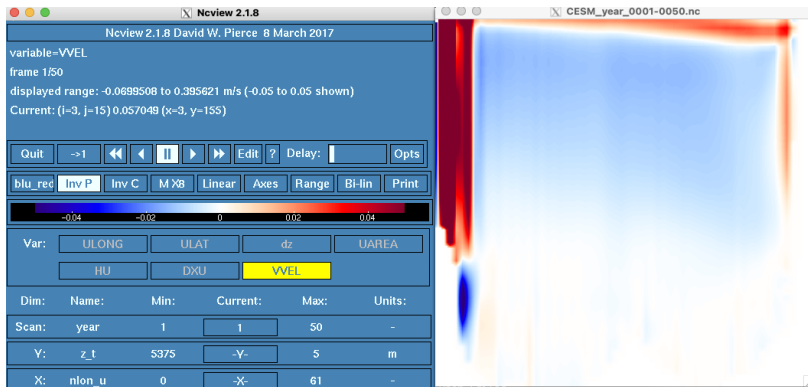 Ncview 2.1.8
Ncview 2.1.8 David W. Pierce 8 March 2017
variable=VVEL
frame 1/50
displayed range: -0.0699508 to 0.395621 m/s (-0.05 to 0.05 shown)
Current: (i=3, j=15) 0.057049 (x=3, y=155)
Quit ->1 Edit ? Delay: Opts
blu_red Inv P Inv C M X8 Linear Axes Range Bi-lin Print
-0.04 -0.02 0 0.02 0.04
Var: ULONG ULAT dz UAREA
HU DXU VVEL
Dim: Name: Min: Current: Max: Units:
Scan: year 1 1 50 -
Y: z_t 5375 -Y- 5 m
X: nlon_u 0 -X- 61 -
CESM_year_0001-0050.nc